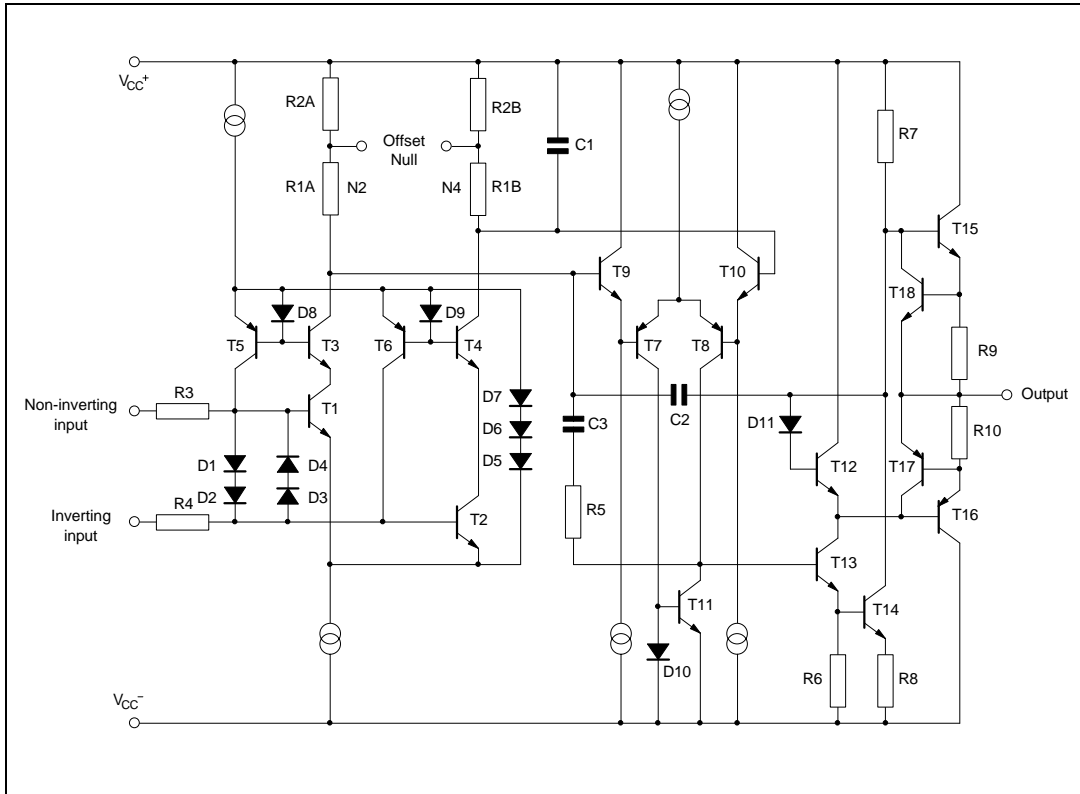 VCC+
R2A
R2B
R7
Offset
Null
C1
R1A
N2
N4
R1B
T15
T9
T10
T18
D8
D9
T5
T3
T6
T4
T7
T8
R9
R3
D7
Non-inverting
input
T1
Output
C3
C2
D11
D6
R10
D1
D4
D5
T12
T17
D2
D3
R4
Inverting
input
T2
R5
T16
T13
T11
T14
D10
R6
R8
VCC-